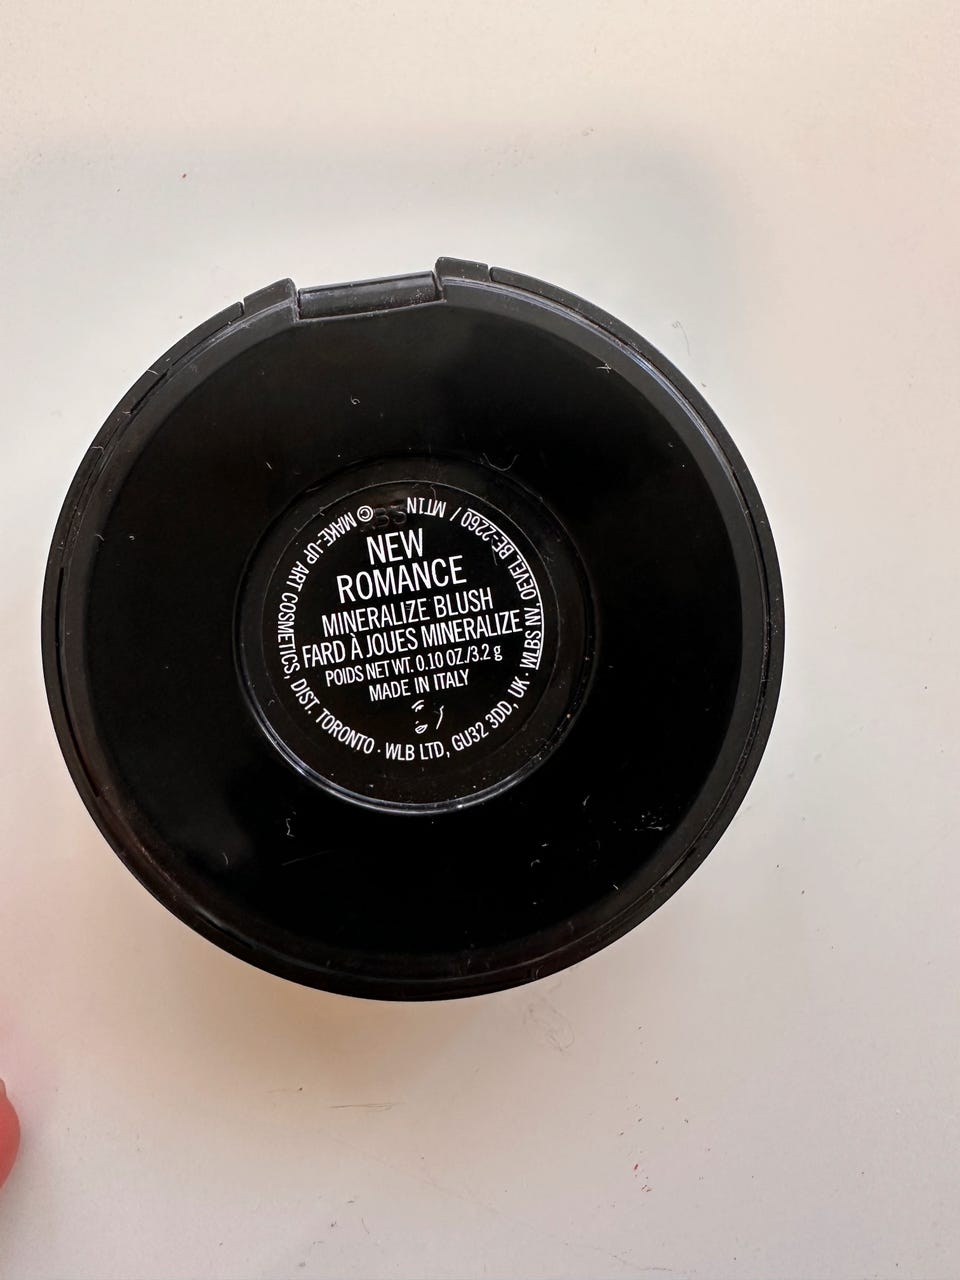 NEW
ROMANCE
MINERALIZE BLUSH
FARD À JOUES MINERALIZE
POIDS NET WT. 0.10 OZ./3.2 g
MADE IN ITALY
© MAKE-UP ART COSMETICS, DIST. TORONTO · WLB LTD, GU32 3DD, UK · WLBS NV, OEVEL BE-2260 / MT1N